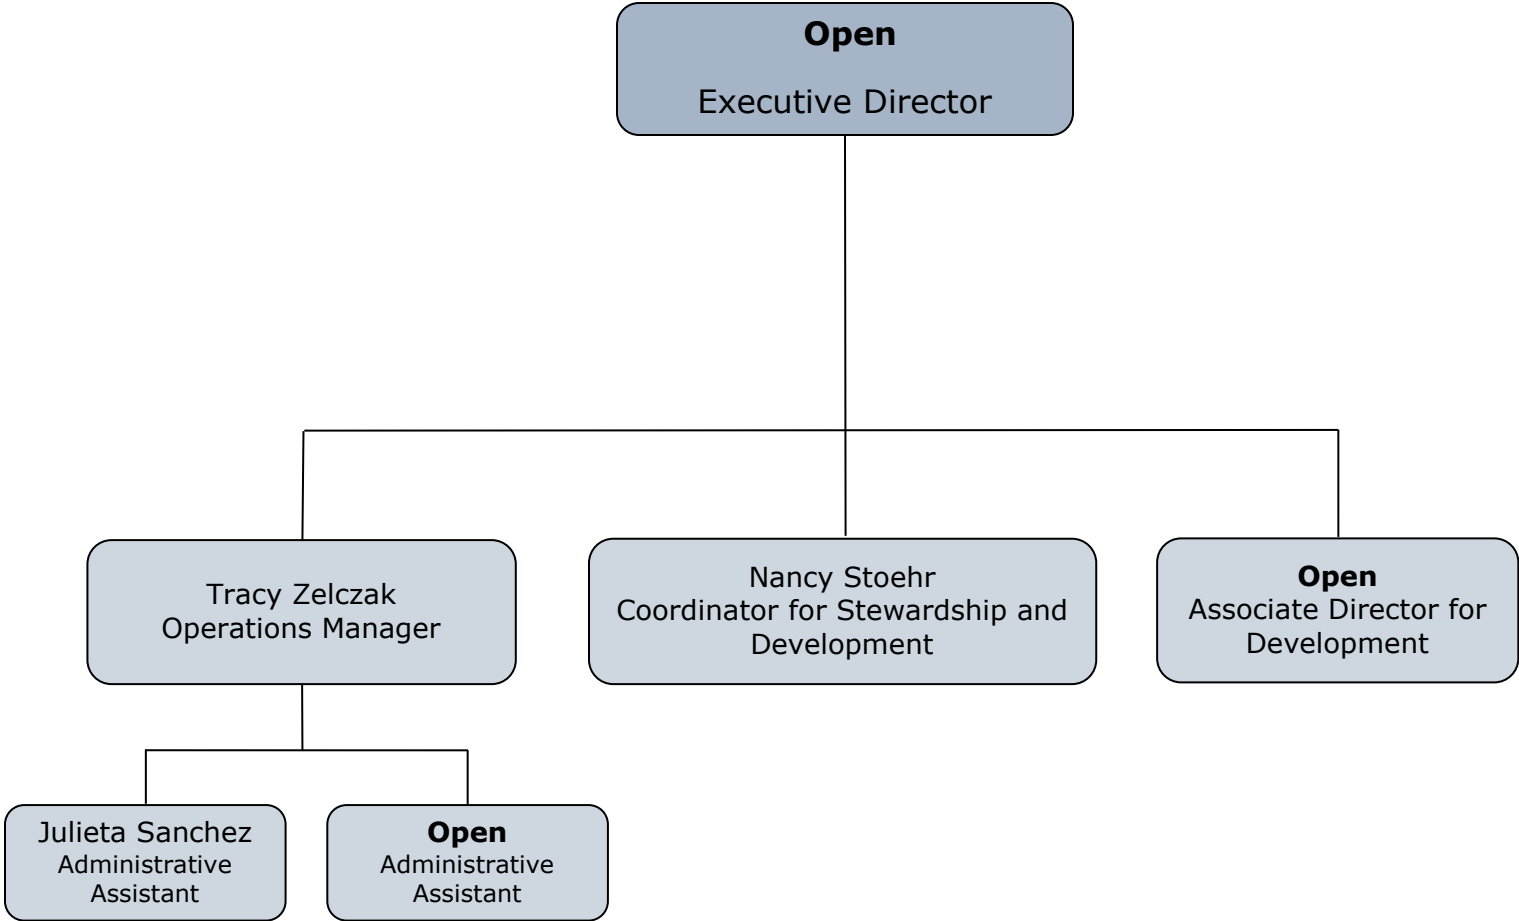 Open
Executive Director
Tracy Zelczak
Operations Manager
Nancy Stoehr
Coordinator for Stewardship and
Development
Open
Associate Director for
Development
Julieta Sanchez
Administrative
Assistant
Open
Administrative
Assistant